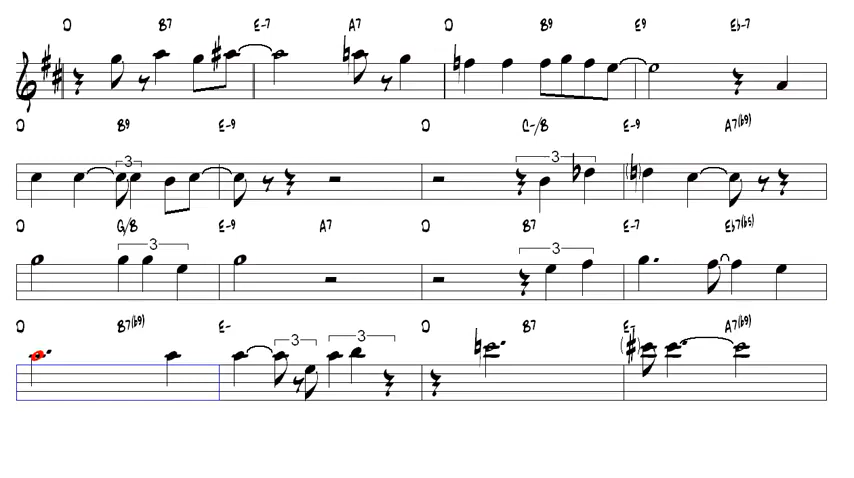 D B7 E-7 A7 D B9 E9 Eb-7
D B9 E-9 D C-/B E-9 A7(b9)
3 3
D G/B E-9 A7 D B7 E-7 Eb7(b5)
3 3
D B7(b9) E- D B7 E-7 A7(b9)
3 3